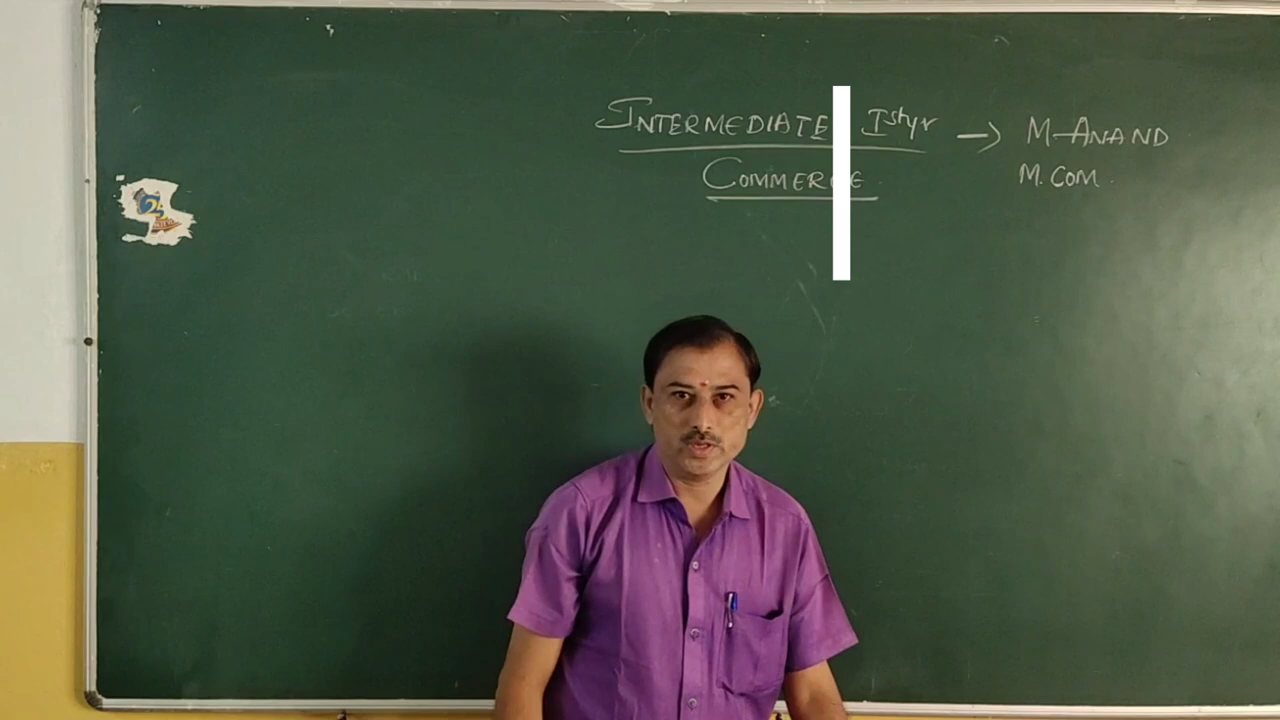 INTERMEDIATE Ist yr → M-ANAND
COMMERCE M.COM.